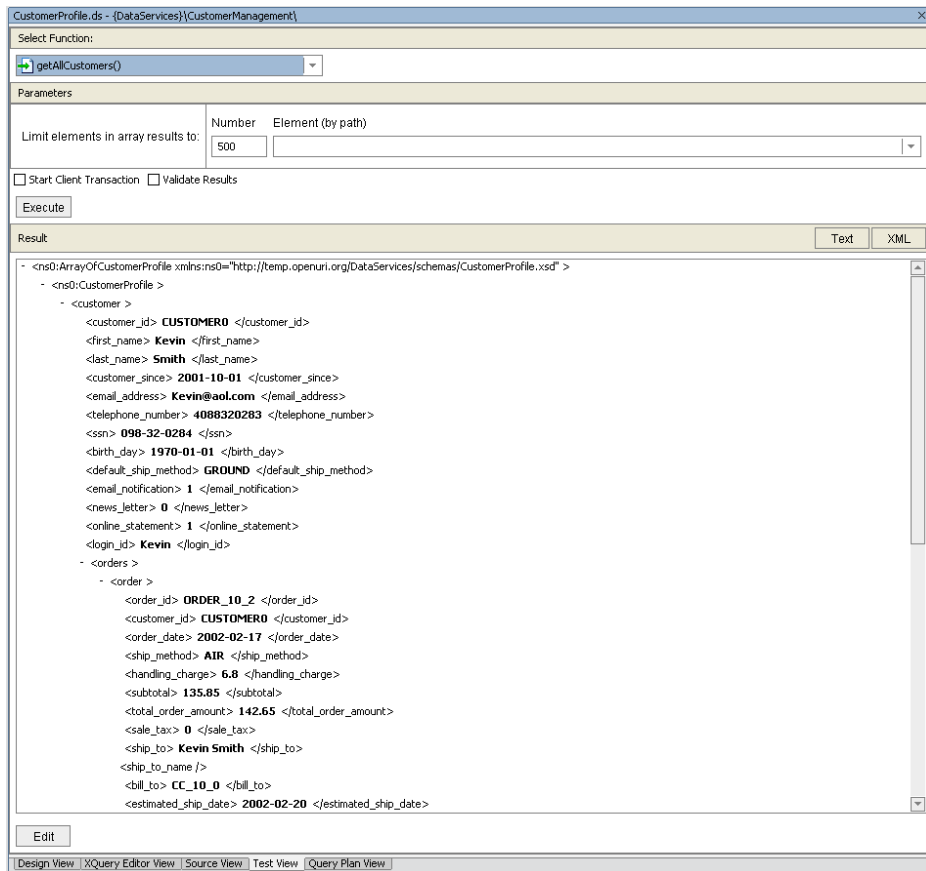 CustomerProfile.ds - {DataServices}\CustomerManagement\
Select Function:
getAllCustomers()
Parameters
Limit elements in array results to:
Number Element (by path)
500
Start Client Transaction Validate Results
Execute
Result Text XML
- <ns0:ArrayOfCustomerProfile xmlns:ns0="http://temp.openuri.org/DataServices/schemas/CustomerProfile.xsd" >
- <ns0:CustomerProfile >
- <customer >
<customer_id> CUSTOMER0 </customer_id>
<first_name> Kevin </first_name>
<last_name> Smith </last_name>
<customer_since> 2001-10-01 </customer_since>
<email_address> Kevin@aol.com </email_address>
<telephone_number> 4088320283 </telephone_number>
<ssn> 098-32-0284 </ssn>
<birth_day> 1970-01-01 </birth_day>
<default_ship_method> GROUND </default_ship_method>
<email_notification> 1 </email_notification>
<news_letter> 0 </news_letter>
<online_statement> 1 </online_statement>
<login_id> Kevin </login_id>
- <orders >
- <order >
<order_id> ORDER_10_2 </order_id>
<customer_id> CUSTOMER0 </customer_id>
<order_date> 2002-02-17 </order_date>
<ship_method> AIR </ship_method>
<handling_charge> 6.8 </handling_charge>
<subtotal> 135.85 </subtotal>
<total_order_amount> 142.65 </total_order_amount>
<sale_tax> 0 </sale_tax>
<ship_to> Kevin Smith </ship_to>
<ship_to_name />
<bill_to> CC_10_0 </bill_to>
<estimated_ship_date> 2002-02-20 </estimated_ship_date>
Edit
Design View XQuery Editor View Source View Test View Query Plan View